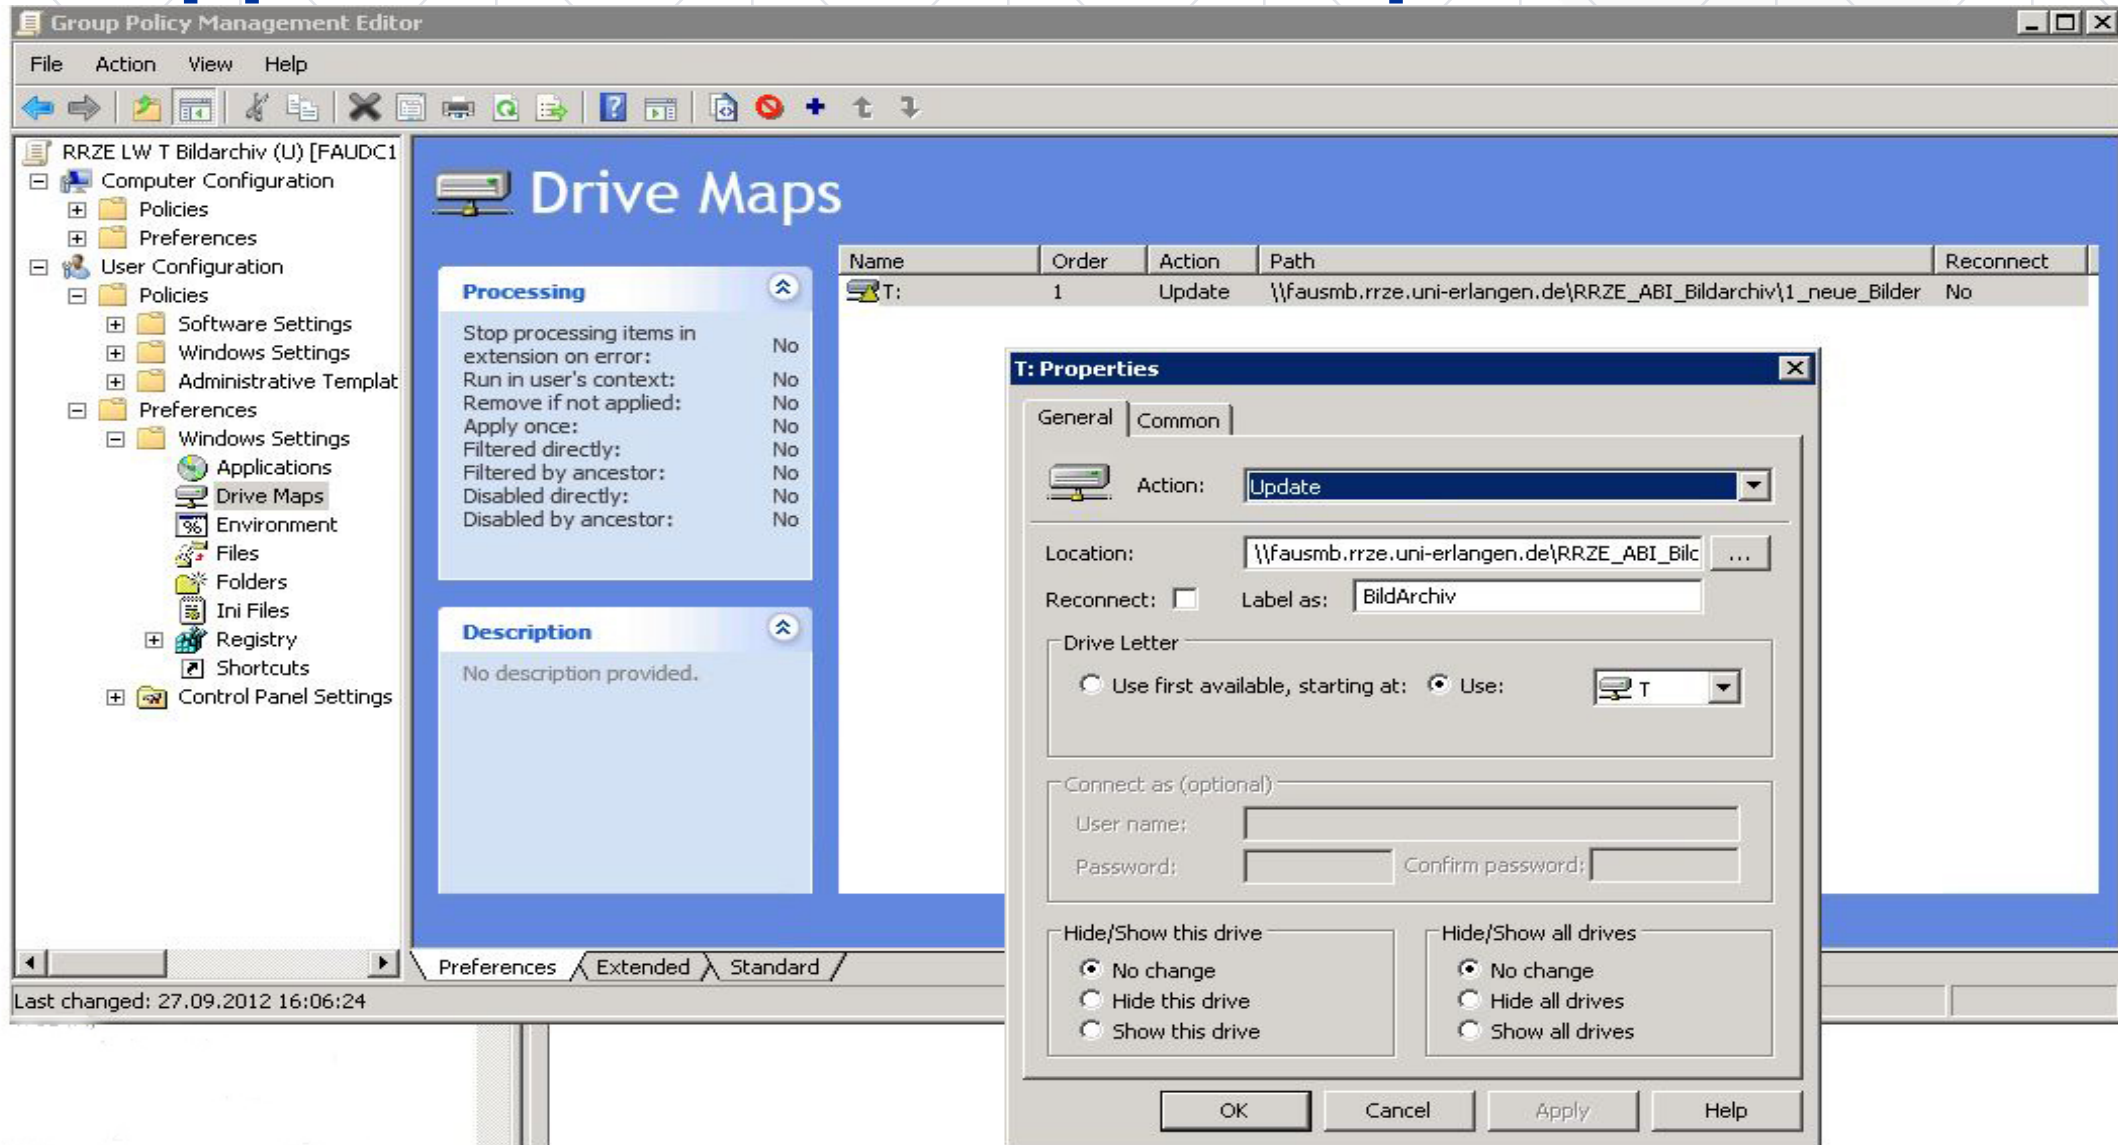 Group Policy Management Editor
File Action View Help
RRZE LW T Bildarchiv (U) [FAUDC1
Computer Configuration
Policies
Preferences
User Configuration
Policies
Software Settings
Windows Settings
Administrative Templat
Preferences
Windows Settings
Applications
Drive Maps
Environment
Files
Folders
Ini Files
Registry
Shortcuts
Control Panel Settings
Drive Maps
Processing
Stop processing items in extension on error: No
Run in user's context: No
Remove if not applied: No
Apply once: No
Filtered directly: No
Filtered by ancestor: No
Disabled directly: No
Disabled by ancestor: No
Description
No description provided.
Name Order Action Path Reconnect
T: 1 Update \\fausmb.rrze.uni-erlangen.de\RRZE_ABI_Bildarchiv\1_neue_Bilder No
T: Properties
General Common
Action: Update
Location: \\fausmb.rrze.uni-erlangen.de\RRZE_ABI_Bilc ...
Reconnect: Label as: BildArchiv
Drive Letter
Use first available, starting at: Use: T
Connect as (optional)
User name:
Password: Confirm password:
Hide/Show this drive
No change
Hide this drive
Show this drive
Hide/Show all drives
No change
Hide all drives
Show all drives
OK Cancel Apply Help
Preferences Extended Standard
Last changed: 27.09.2012 16:06:24